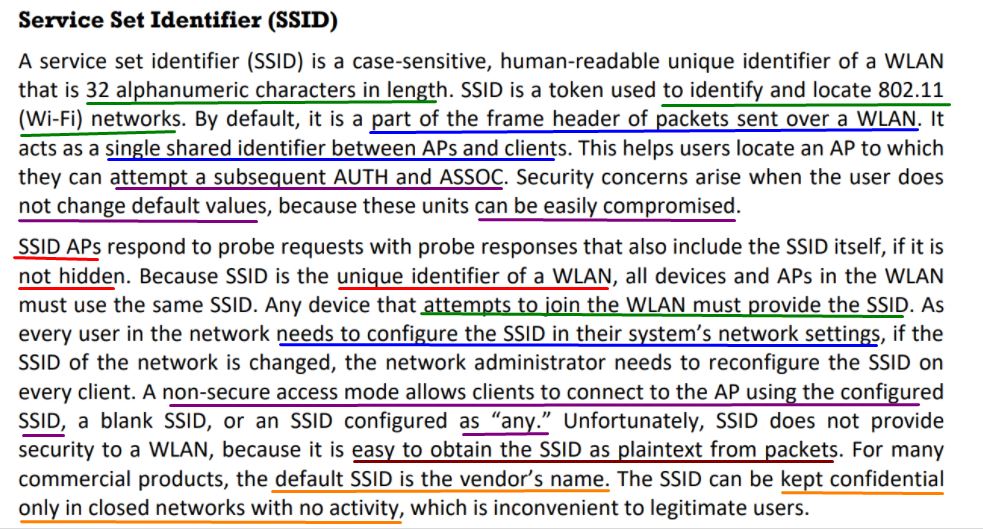 Service Set Identifier (SSID)
A service set identifier (SSID) is a case-sensitive, human-readable unique identifier of a WLAN
that is 32 alphanumeric characters in length. SSID is a token used to identify and locate 802.11
(Wi-Fi) networks. By default, it is a part of the frame header of packets sent over a WLAN. It
acts as a single shared identifier between APs and clients. This helps users locate an AP to which
they can attempt a subsequent AUTH and ASSOC. Security concerns arise when the user does
not change default values, because these units can be easily compromised.
SSID APs respond to probe requests with probe responses that also include the SSID itself, if it is
not hidden. Because SSID is the unique identifier of a WLAN, all devices and APs in the WLAN
must use the same SSID. Any device that attempts to join the WLAN must provide the SSID. As
every user in the network needs to configure the SSID in their system's network settings, if the
SSID of the network is changed, the network administrator needs to reconfigure the SSID on
every client. A non-secure access mode allows clients to connect to the AP using the configured
SSID, a blank SSID, or an SSID configured as “any.” Unfortunately, SSID does not provide
security to a WLAN, because it is easy to obtain the SSID as plaintext from packets. For many
commercial products, the default SSID is the vendor's name. The SSID can be kept confidential
only in closed networks with no activity, which is inconvenient to legitimate users.